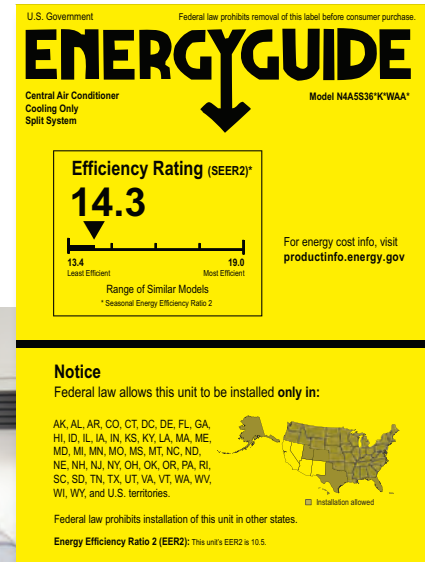 U.S. Government
Federal law prohibits removal of this label before consumer purchase.
ENERGYGUIDE
Central Air Conditioner
Cooling Only
Split System
Model N4A5S36*K*WAA*
Efficiency Rating (SEER2)*
14.3
13.4
Least Efficient
19.0
Most Efficient
Range of Similar Models
* Seasonal Energy Efficiency Ratio 2
For energy cost info, visit
productinfo.energy.gov
Notice
Federal law allows this unit to be installed only in:
AK, AL, AR, CO, CT, DC, DE, FL, GA,
HI, ID, IL, IA, IN, KS, KY, LA, MA, ME,
MD, MI, MN, MO, MS, MT, NC, ND,
NE, NH, NJ, NY, OH, OK, OR, PA, RI,
SC, SD, TN, TX, UT, VA, VT, WA, WV,
WI, WY, and U.S. territories.
Installation allowed
Federal law prohibits installation of this unit in other states.
Energy Efficiency Ratio 2 (EER2): This unit's EER2 is 10.5.